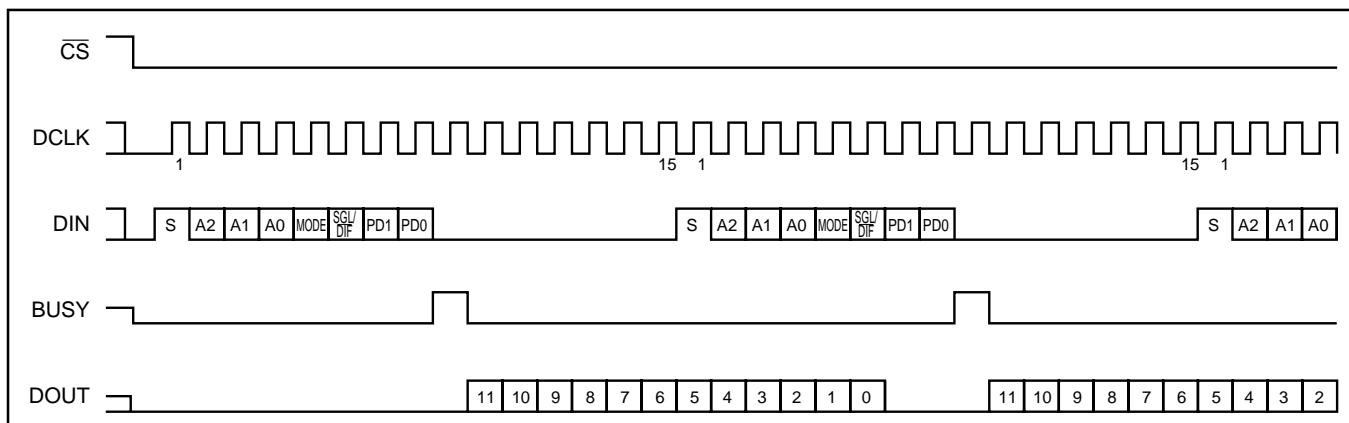 CS
DCLK
1 15 1 15 1
DIN
S A2 A1 A0 MODE SGL/DIF PD1 PD0 S A2 A1 A0 MODE SGL/DIF PD1 PD0 S A2 A1 A0
BUSY
DOUT
11 10 9 8 7 6 5 4 3 2 1 0 11 10 9 8 7 6 5 4 3 2